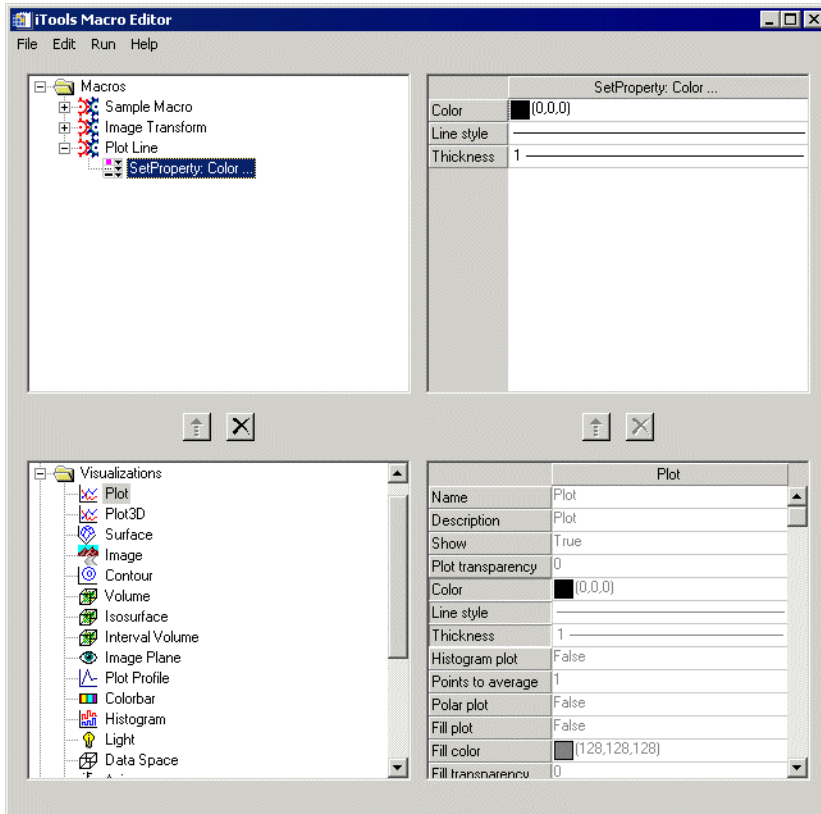 iTools Macro Editor
File Edit Run Help
Macros
Sample Macro
Image Transform
Plot Line
SetProperty: Color ...
SetProperty: Color ...
Color (0,0,0)
Line style
Thickness 1
Visualizations
Plot
Plot3D
Surface
Image
Contour
Volume
Isosurface
Interval Volume
Image Plane
Plot Profile
Colorbar
Histogram
Light
Data Space
Plot
Name Plot
Description Plot
Show True
Plot transparency 0
Color (0,0,0)
Line style
Thickness 1
Histogram plot False
Points to average 1
Polar plot False
Fill plot False
Fill color (128,128,128)
Fill transparency 0